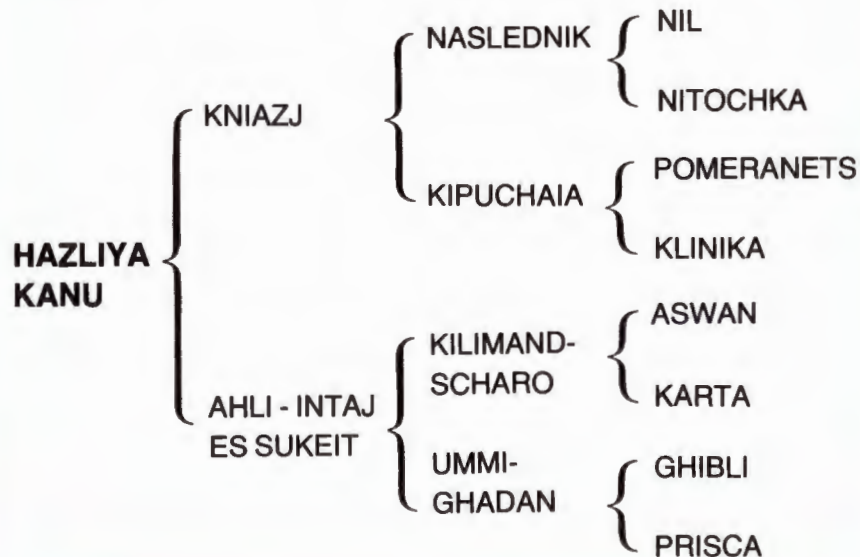 NASLEDNIK
NIL
NITOCHKA
KNIAZJ
KIPUCHAIA
POMERANETS
KLINIKA
HAZLIYA
KANU
KILIMAND-
SCHARO
ASWAN
KARTA
AHLI - INTAJ
ES SUKEIT
UMMI-
GHADAN
GHIBLI
PRISCA